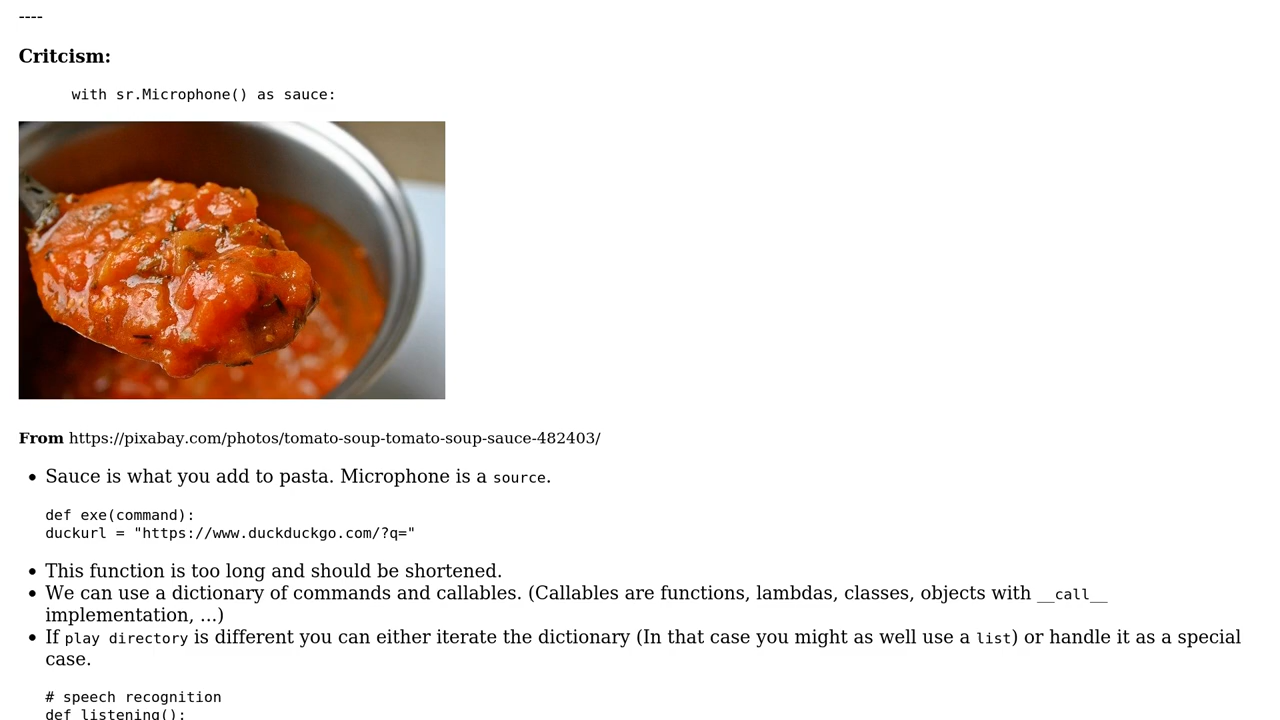 ----
Critcism:
with sr.Microphone() as sauce:
From https://pixabay.com/photos/tomato-soup-tomato-soup-sauce-482403/
Sauce is what you add to pasta. Microphone is a source.
def exe(command):
duckurl = "https://www.duckduckgo.com/?q="
This function is too long and should be shortened.
We can use a dictionary of commands and callables. (Callables are functions, lambdas, classes, objects with __call__
implementation, ...)
If play directory is different you can either iterate the dictionary (In that case you might as well use a list) or handle it as a special
case.
# speech recognition
def listening():